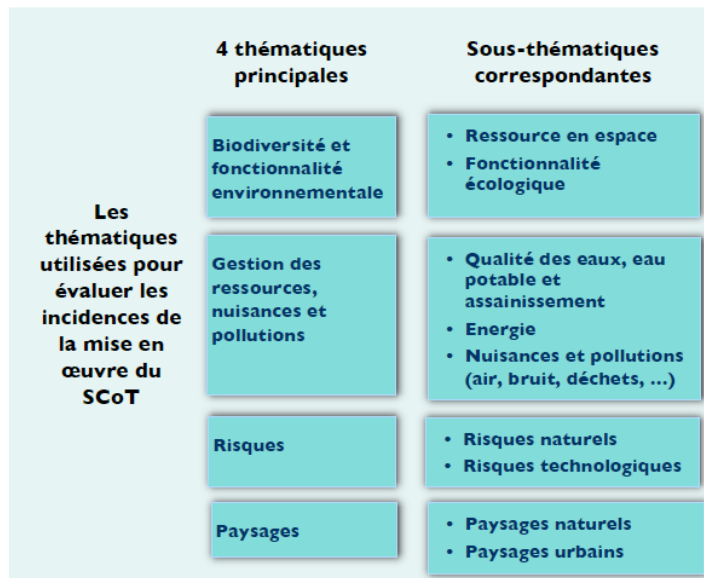 4 thématiques
principales
Sous-thématiques
correspondantes
Les
thématiques
utilisées pour
évaluer les
incidences de
la mise en
œuvre du
SCoT
Biodiversité et
fonctionnalité
environnementale
• Ressource en espace
• Fonctionnalité
écologique
Gestion des
ressources,
nuisances et
pollutions
• Qualité des eaux, eau
potable et
assainissement
• Energie
• Nuisances et pollutions
(air, bruit, déchets, ...)
Risques
• Risques naturels
• Risques technologiques
Paysages
• Paysages naturels
• Paysages urbains